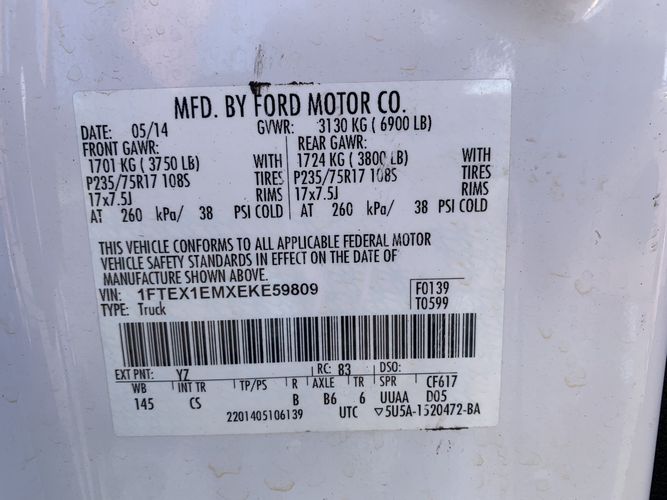 MFD. BY FORD MOTOR CO.
DATE: 05/14 GVWR: 3130 KG ( 6900 LB)
FRONT GAWR: REAR GAWR:
1701 KG ( 3750 LB) WITH 1724 KG ( 3800 LB) WITH
P235/75R17 108S TIRES P235/75R17 108S TIRES
17x7.5J RIMS 17x7.5J RIMS
AT 260 kPa/ 38 PSI COLD AT 260 kPa/ 38 PSI COLD
THIS VEHICLE CONFORMS TO ALL APPLICABLE FEDERAL MOTOR
VEHICLE SAFETY STANDARDS IN EFFECT ON THE DATE OF
MANUFACTURE SHOWN ABOVE.
VIN: 1FTEX1EMXEKE59809 F0139
TYPE: Truck T0599
EXT PNT: YZ RC: 83 DSO:
WB INT TR TP/PS R AXLE TR SPR CF617
145 CS B B6 6 UUAA D05
2201405106139 UTC ▽5U5A-1520472-BA